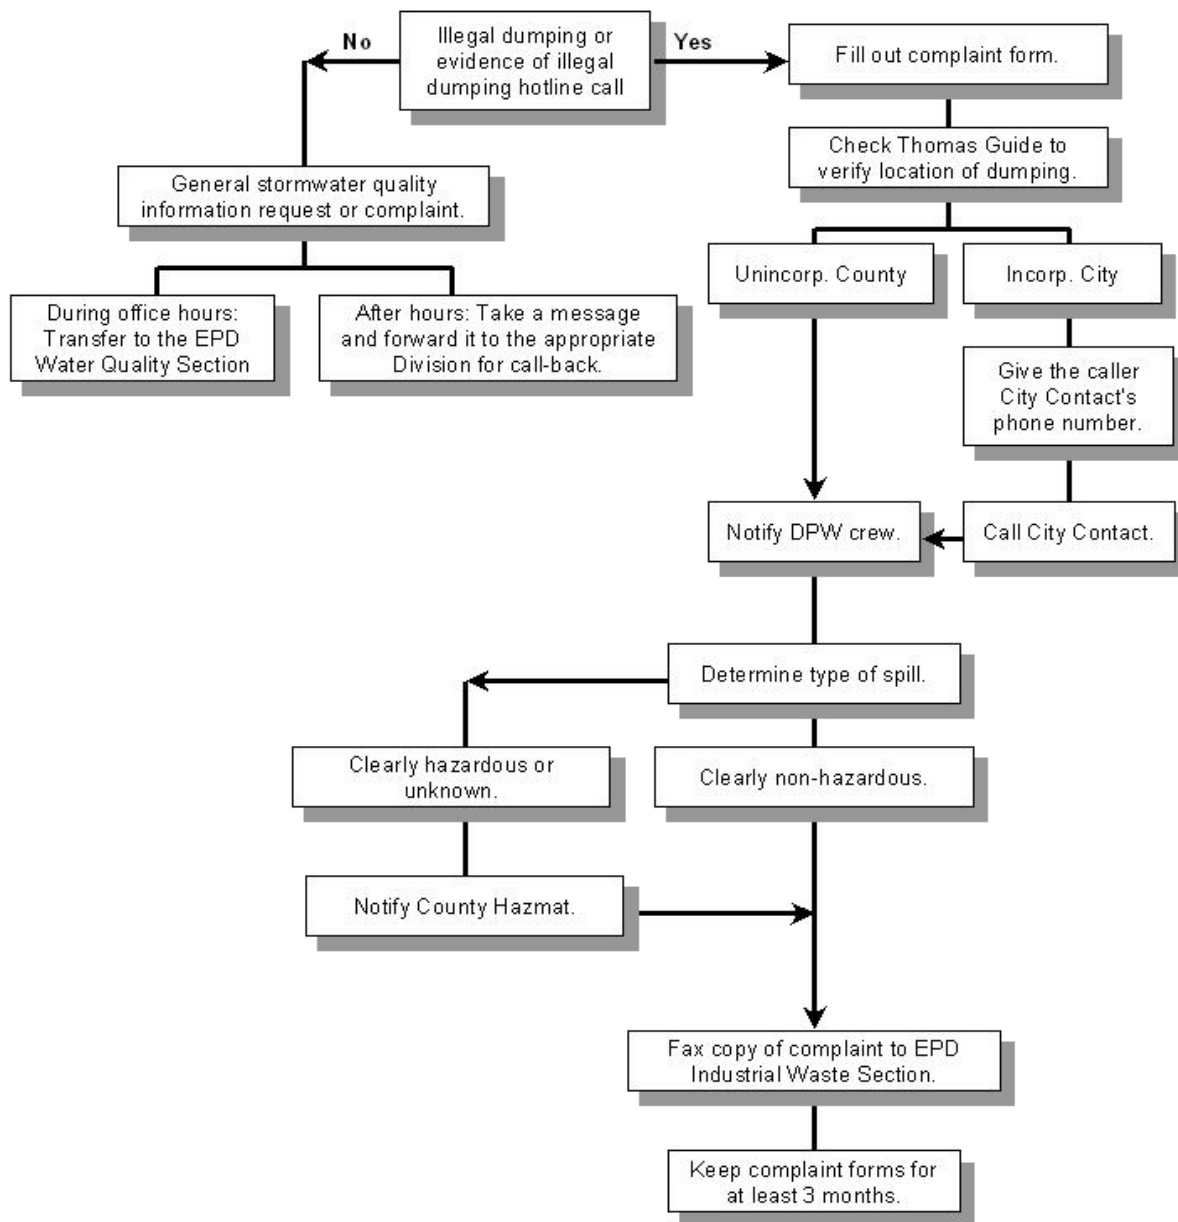 No
Illegal dumping or
evidence of illegal
dumping hotline call
Yes
Fill out complaint form.
Check Thomas Guide to
verify location of dumping.
General stormwater quality
information request or complaint.
Unincorp. County
Incorp. City
During office hours:
Transfer to the EPD
Water Quality Section
After hours: Take a message
and forward it to the appropriate
Division for call-back.
Give the caller
City Contact's
phone number.
Notify DPW crew.
Call City Contact.
Determine type of spill.
Clearly hazardous or
unknown.
Clearly non-hazardous.
Notify County Hazmat.
Fax copy of complaint to EPD
Industrial Waste Section.
Keep complaint forms for
at least 3 months.